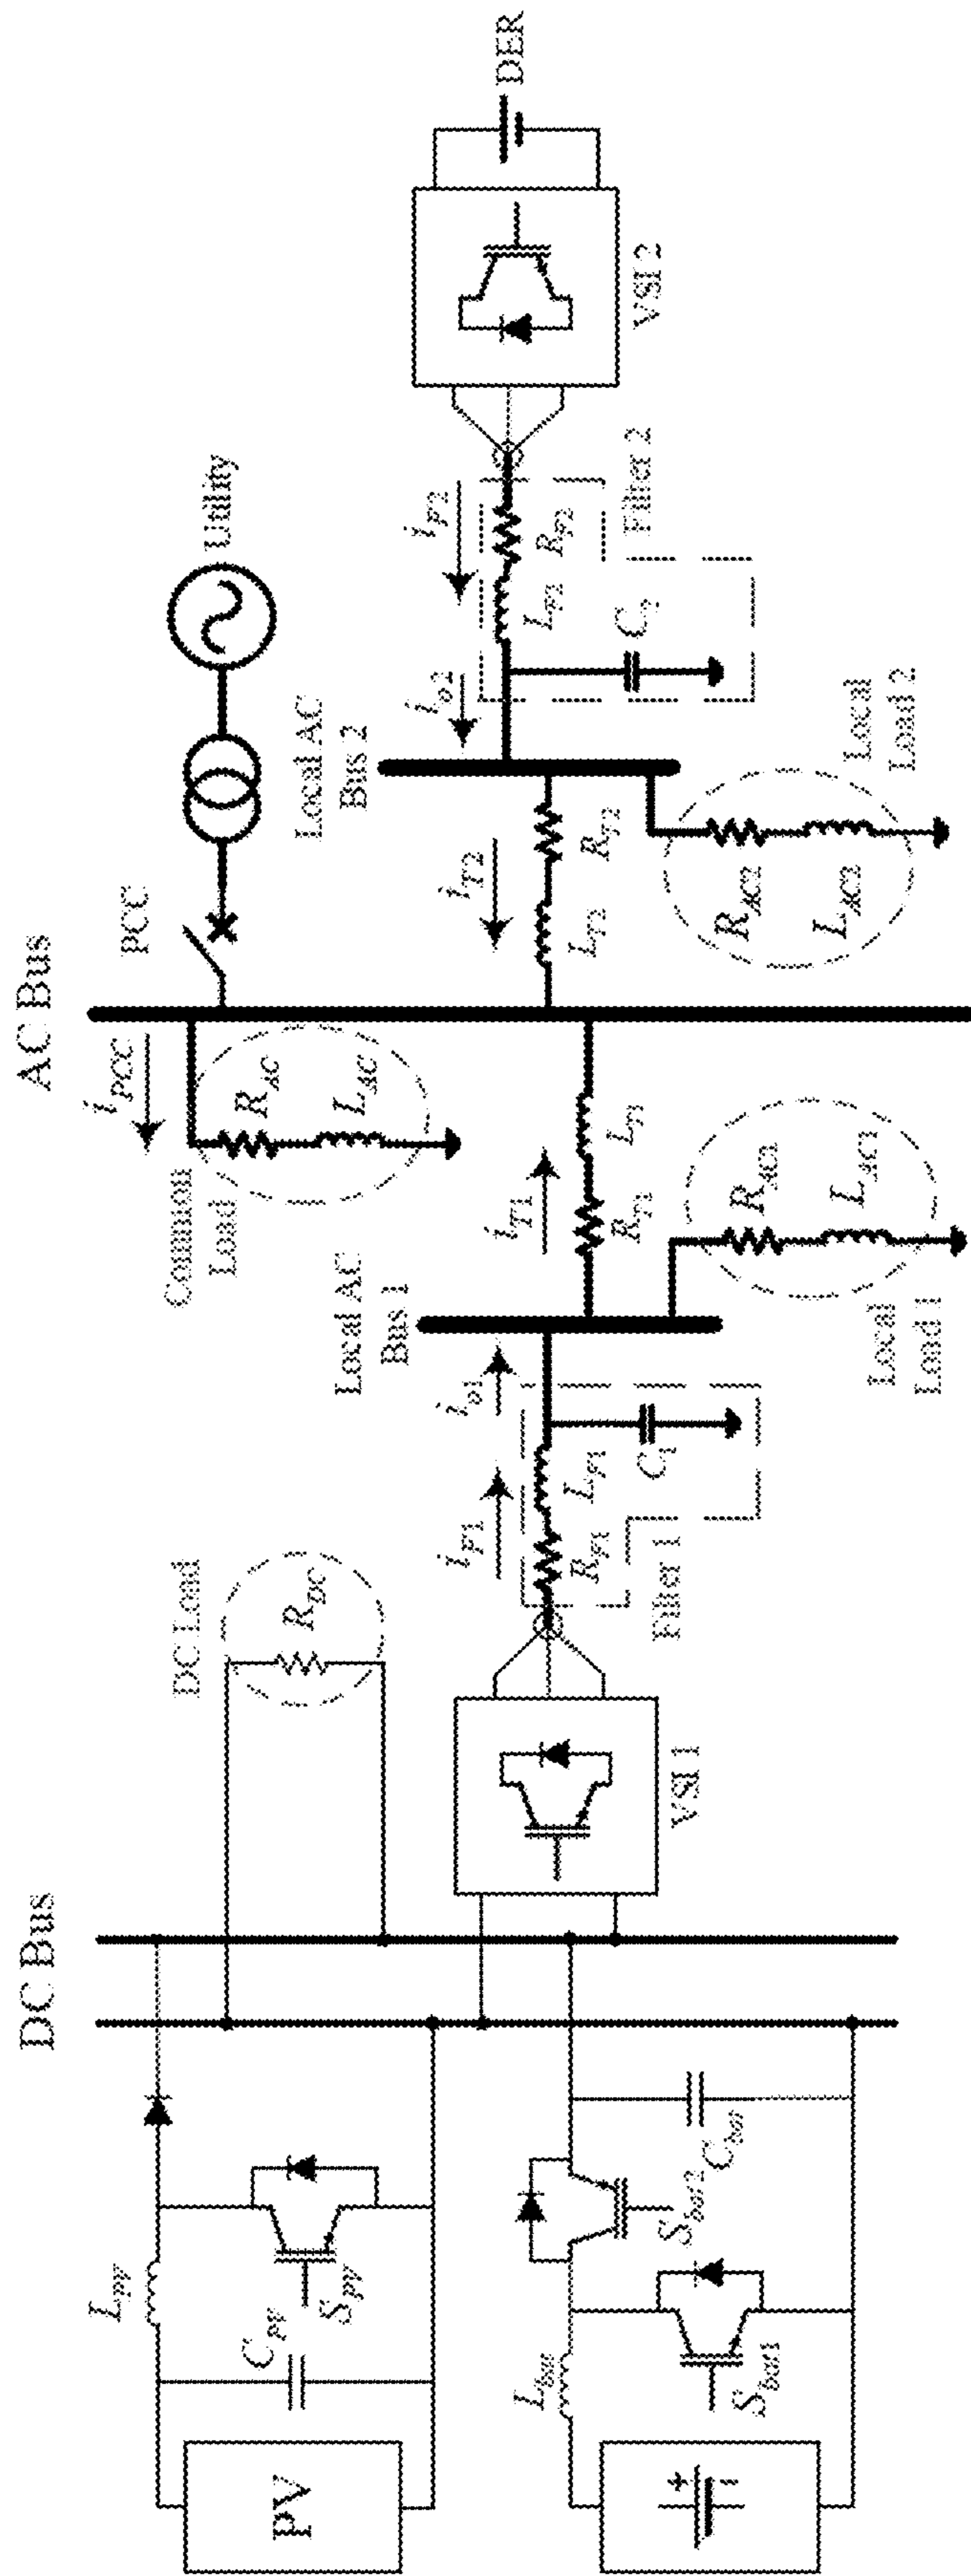 DC Bus
AC Bus
PV
L_pv
C_pv
S_pv
L_bat
S_bat1
S_bat2
C_bat
+
-
DC Load
R_DC
VSI 1
i_F1
R_F1
L_F1
Filter 1
C_1
i_o1
Local AC
Bus 1
i_T1
R_T1
L_T1
Local
Load 1
R_AC1
L_AC1
Common
Load
i_PCC
R_AC
L_AC
PCC
Utility
Local AC
Bus 2
i_T2
L_T2
R_T2
R_AC2
L_AC2
Local
Load 2
i_o2
i_F2
L_F2
R_F2
C_2
Filter 2
VSI 2
DER